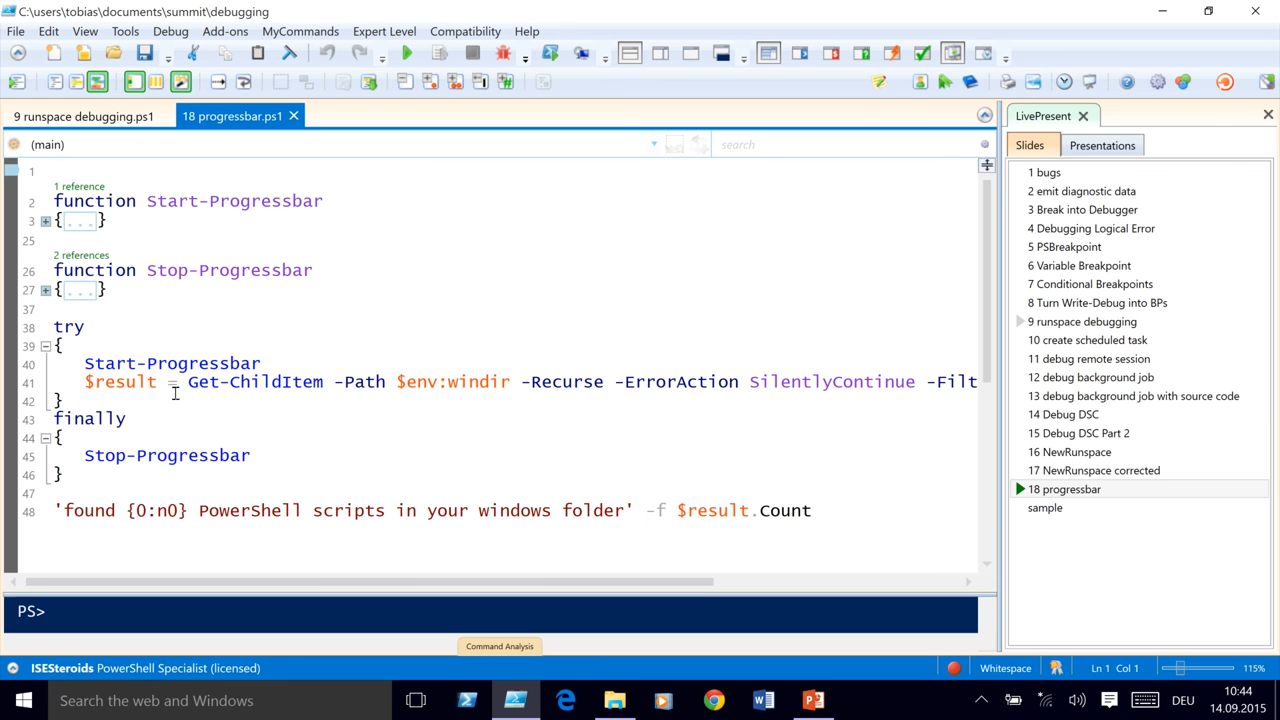 C:\users\tobias\documents\summit\debugging
File Edit View Tools Debug Add-ons MyCommands Expert Level Compatibility Help
9 runspace debugging.ps1
18 progressbar.ps1
(main)
search
1
1 reference
2 function Start-Progressbar
3 {...}
25
2 references
26 function Stop-Progressbar
27 {...}
37
38 try
39 {
40 Start-Progressbar
41 $result = Get-ChildItem -Path $env:windir -Recurse -ErrorAction SilentlyContinue -Filt
42 }
43 finally
44 {
45 Stop-Progressbar
46 }
47
48 'found {0:n0} PowerShell scripts in your windows folder' -f $result.Count
PS>
Command Analysis
LivePresent
Slides
Presentations
1 bugs
2 emit diagnostic data
3 Break into Debugger
4 Debugging Logical Error
5 PSBreakpoint
6 Variable Breakpoint
7 Conditional Breakpoints
8 Turn Write-Debug into BPs
9 runspace debugging
10 create scheduled task
11 debug remote session
12 debug background job
13 debug background job with source code
14 Debug DSC
15 Debug DSC Part 2
16 NewRunspace
17 NewRunspace corrected
18 progressbar
sample
ISESteroids PowerShell Specialist (licensed)
Whitespace
Ln 1 Col 1
115%
Search the web and Windows
DEU
10:44
14.09.2015